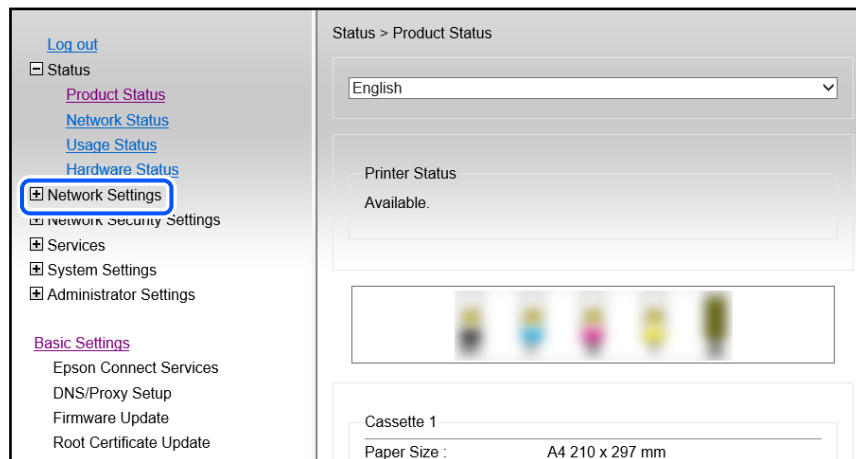 Log out
Status
Product Status
Network Status
Usage Status
Hardware Status
Network Settings
Network Security Settings
Services
System Settings
Administrator Settings
Basic Settings
Epson Connect Services
DNS/Proxy Setup
Firmware Update
Root Certificate Update
Status > Product Status
English
Printer Status
Available.
Cassette 1
Paper Size : A4 210 x 297 mm